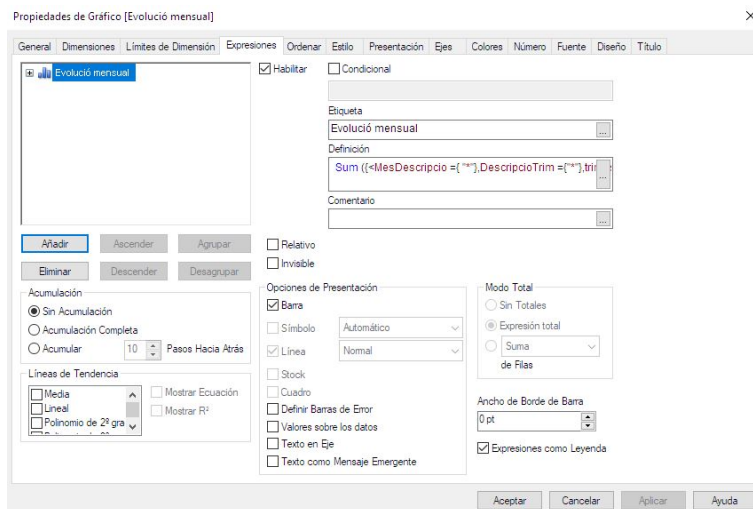 Propiedades de Gráfico [Evolució mensual]
General Dimensiones Límites de Dimensión Expresiones Ordenar Estilo Presentación Ejes Colores Número Fuente Diseño Título
Evolució mensual
Habilitar Condicional
Etiqueta
Evolució mensual ...
Definición
Sum ({<MesDescripcio ={ "*"},DescripcioTrim ={"*"}, ...
Comentario
...
Añadir Ascender Agrupar
Eliminar Descender Desagrupar
Relativo
Invisible
Acumulación
Sin Acumulación
Acumulación Completa
Acumular 10 Pasos Hacia Atrás
Líneas de Tendencia
Media
Lineal
Polinomio de 2º gra
Mostrar Ecuación
Mostrar R²
Opciones de Presentación
Barra
Símbolo Automático
Línea Normal
Stock
Cuadro
Definir Barras de Error
Valores sobre los datos
Texto en Eje
Texto como Mensaje Emergente
Modo Total
Sin Totales
Expresión total
Suma
de Filas
Ancho de Borde de Barra
0 pt
Expresiones como Leyenda
Aceptar Cancelar Aplicar Ayuda